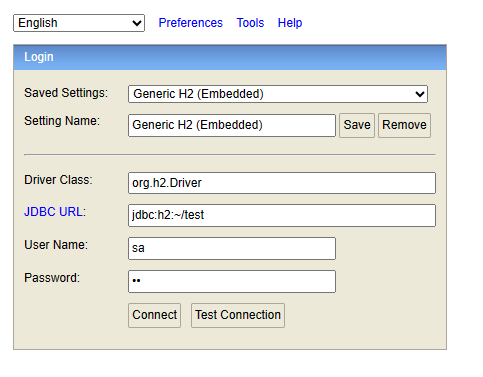 English Preferences Tools Help
Login
Saved Settings: Generic H2 (Embedded)
Setting Name: Generic H2 (Embedded) Save Remove
Driver Class: org.h2.Driver
JDBC URL: jdbc:h2:~/test
User Name: sa
Password: ••
Connect Test Connection